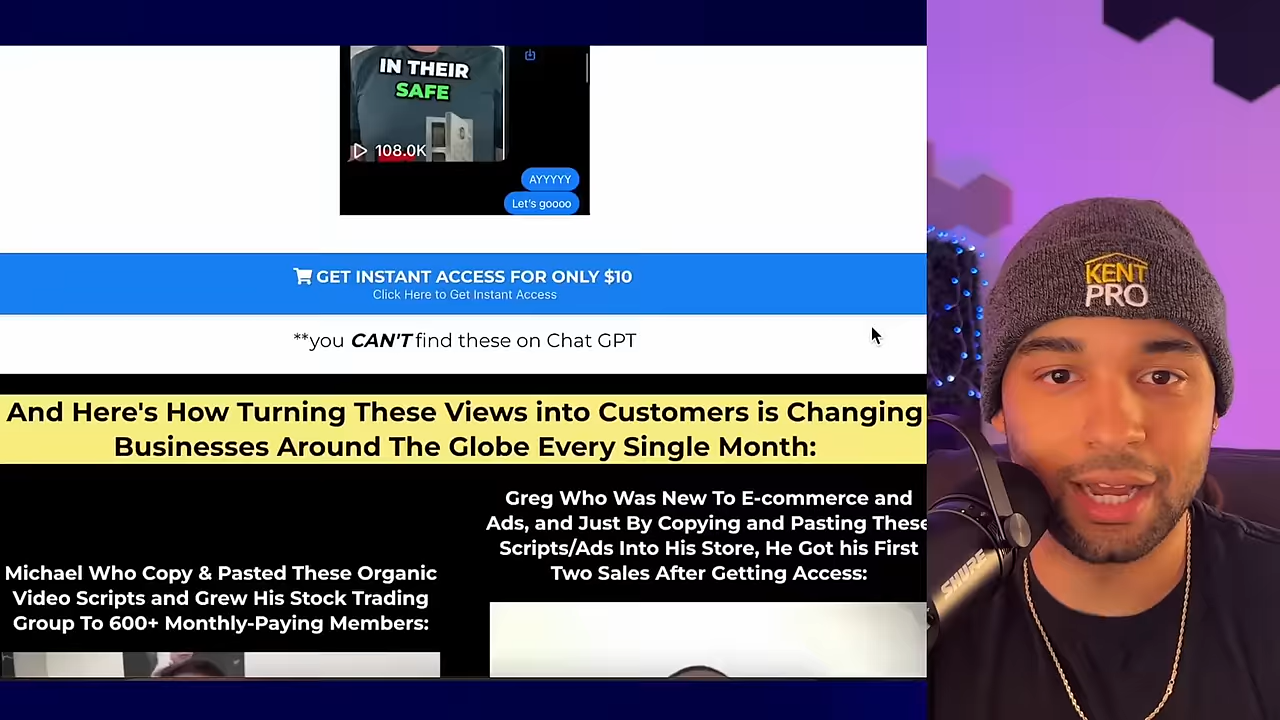 IN THEIR
SAFE
108.0K
AYYYYY
Let's goooo
GET INSTANT ACCESS FOR ONLY $10
Click Here to Get Instant Access
**you CAN'T find these on Chat GPT
And Here's How Turning These Views into Customers is Changing
Businesses Around The Globe Every Single Month:
Greg Who Was New To E-commerce and
Ads, and Just By Copying and Pasting These
Scripts/Ads Into His Store, He Got his First
Two Sales After Getting Access:
Michael Who Copy & Pasted These Organic
Video Scripts and Grew His Stock Trading
Group To 600+ Monthly-Paying Members:
KENT
PRO
SHURE